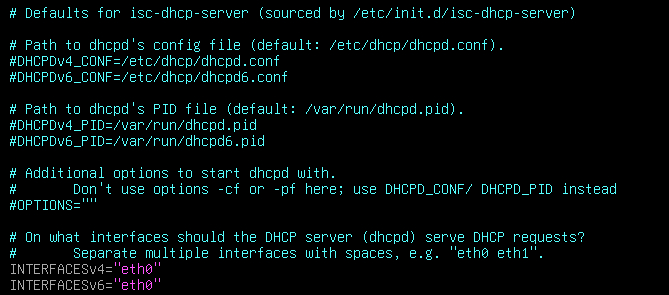 # Defaults for isc-dhcp-server (sourced by /etc/init.d/isc-dhcp-server)
# Path to dhcpd's config file (default: /etc/dhcp/dhcpd.conf).
#DHCPDv4_CONF=/etc/dhcp/dhcpd.conf
#DHCPDv6_CONF=/etc/dhcp/dhcpd6.conf
# Path to dhcpd's PID file (default: /var/run/dhcpd.pid).
#DHCPDv4_PID=/var/run/dhcpd.pid
#DHCPDv6_PID=/var/run/dhcpd6.pid
# Additional options to start dhcpd with.
#       Don't use options -cf or -pf here; use DHCPD_CONF/ DHCPD_PID instead
#OPTIONS=""
# On what interfaces should the DHCP server (dhcpd) serve DHCP requests?
#       Separate multiple interfaces with spaces, e.g. "eth0 eth1".
INTERFACESv4="eth0"
INTERFACESv6="eth0"